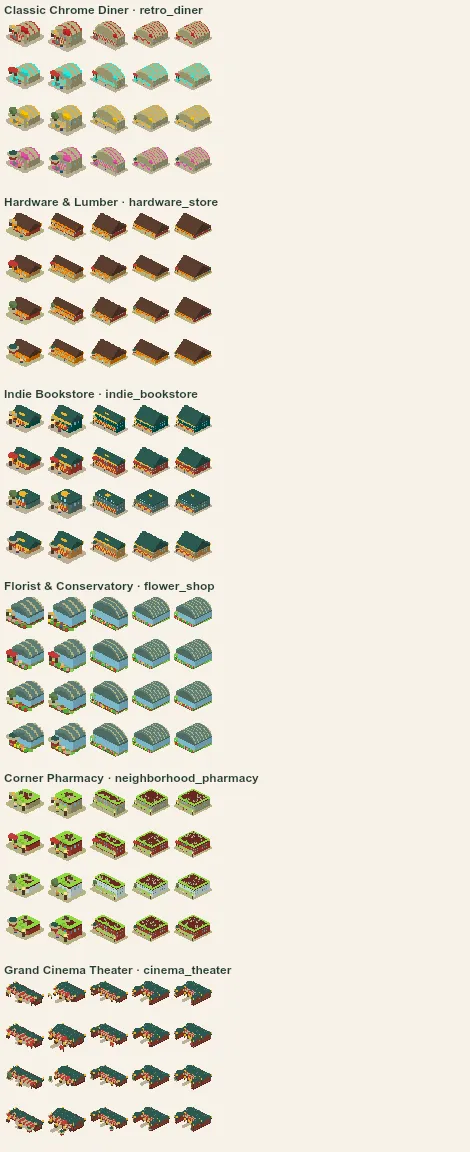 Classic Chrome Diner · retro_diner
Hardware & Lumber · hardware_store
Indie Bookstore · indie_bookstore
Florist & Conservatory · flower_shop
Corner Pharmacy · neighborhood_pharmacy
Grand Cinema Theater · cinema_theater